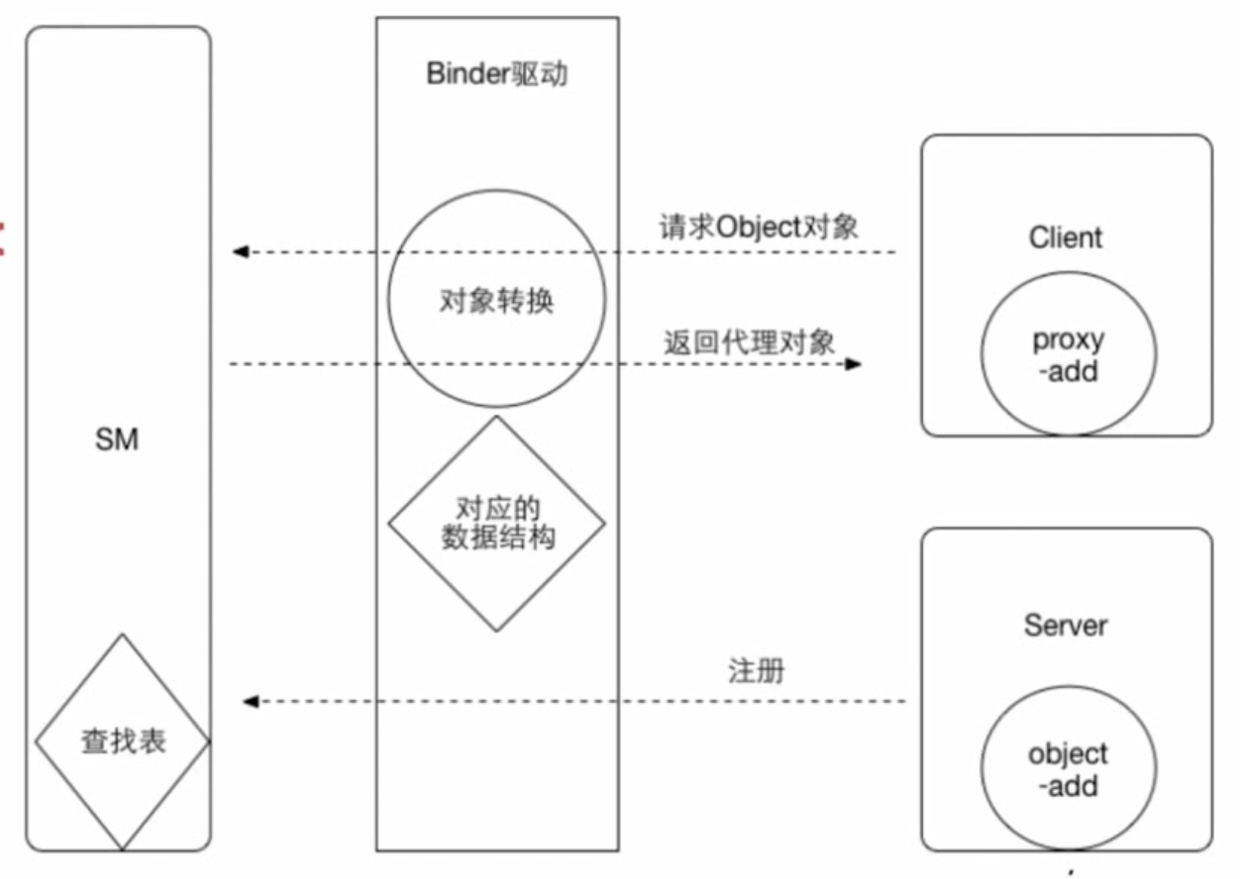 Binder驱动
请求Object对象
Client
对象转换
返回代理对象
proxy
-add
SM
对应的
数据结构
Server
注册
查找表
object
-add